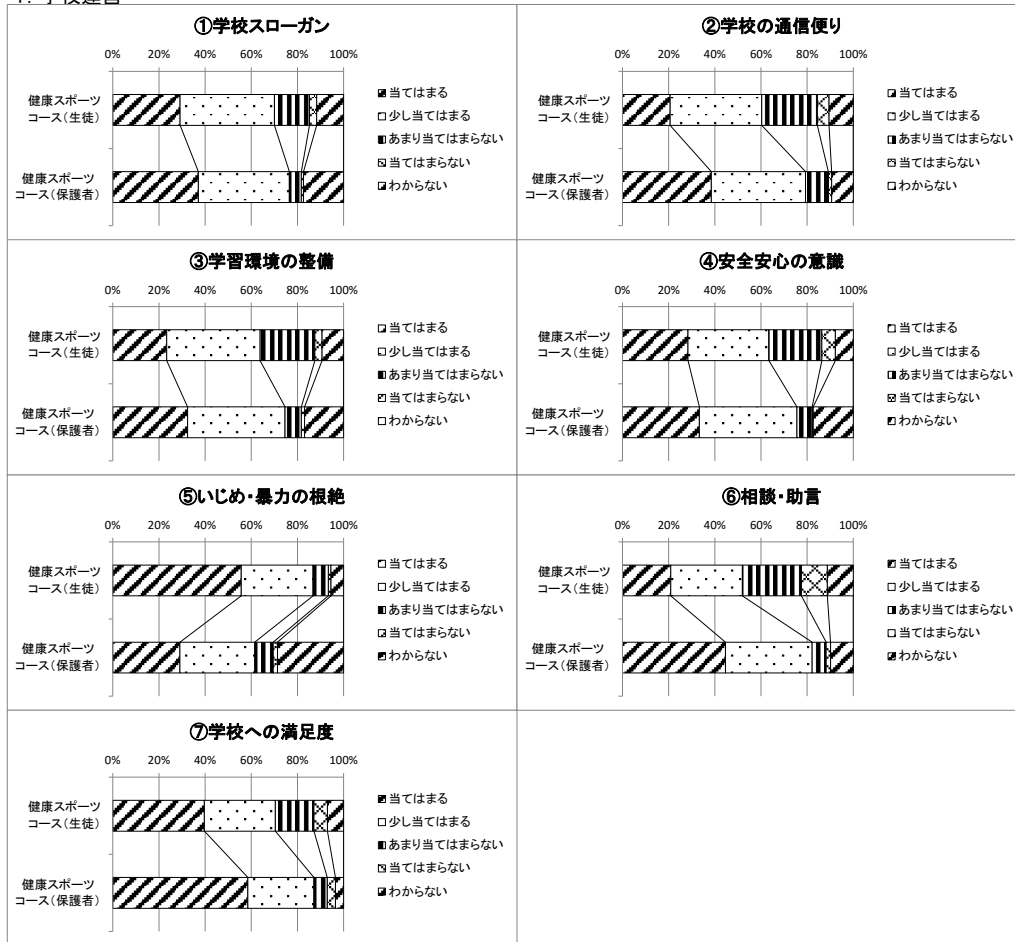 ①学校スローガン
0% 20% 40% 60% 80% 100%
健康スポーツ
コース(生徒)
健康スポーツ
コース(保護者)
当てはまる
少し当てはまる
あまり当てはまらない
当てはまらない
わからない
②学校の通信便り
0% 20% 40% 60% 80% 100%
健康スポーツ
コース(生徒)
健康スポーツ
コース(保護者)
当てはまる
少し当てはまる
あまり当てはまらない
当てはまらない
わからない
③学習環境の整備
0% 20% 40% 60% 80% 100%
健康スポーツ
コース(生徒)
健康スポーツ
コース(保護者)
当てはまる
少し当てはまる
あまり当てはまらない
当てはまらない
わからない
④安全安心の意識
0% 20% 40% 60% 80% 100%
健康スポーツ
コース(生徒)
健康スポーツ
コース(保護者)
当てはまる
少し当てはまる
あまり当てはまらない
当てはまらない
わからない
⑤いじめ・暴力の根絶
0% 20% 40% 60% 80% 100%
健康スポーツ
コース(生徒)
健康スポーツ
コース(保護者)
当てはまる
少し当てはまる
あまり当てはまらない
当てはまらない
わからない
⑥相談・助言
0% 20% 40% 60% 80% 100%
健康スポーツ
コース(生徒)
健康スポーツ
コース(保護者)
当てはまる
少し当てはまる
あまり当てはまらない
当てはまらない
わからない
⑦学校への満足度
0% 20% 40% 60% 80% 100%
健康スポーツ
コース(生徒)
健康スポーツ
コース(保護者)
当てはまる
少し当てはまる
あまり当てはまらない
当てはまらない
わからない